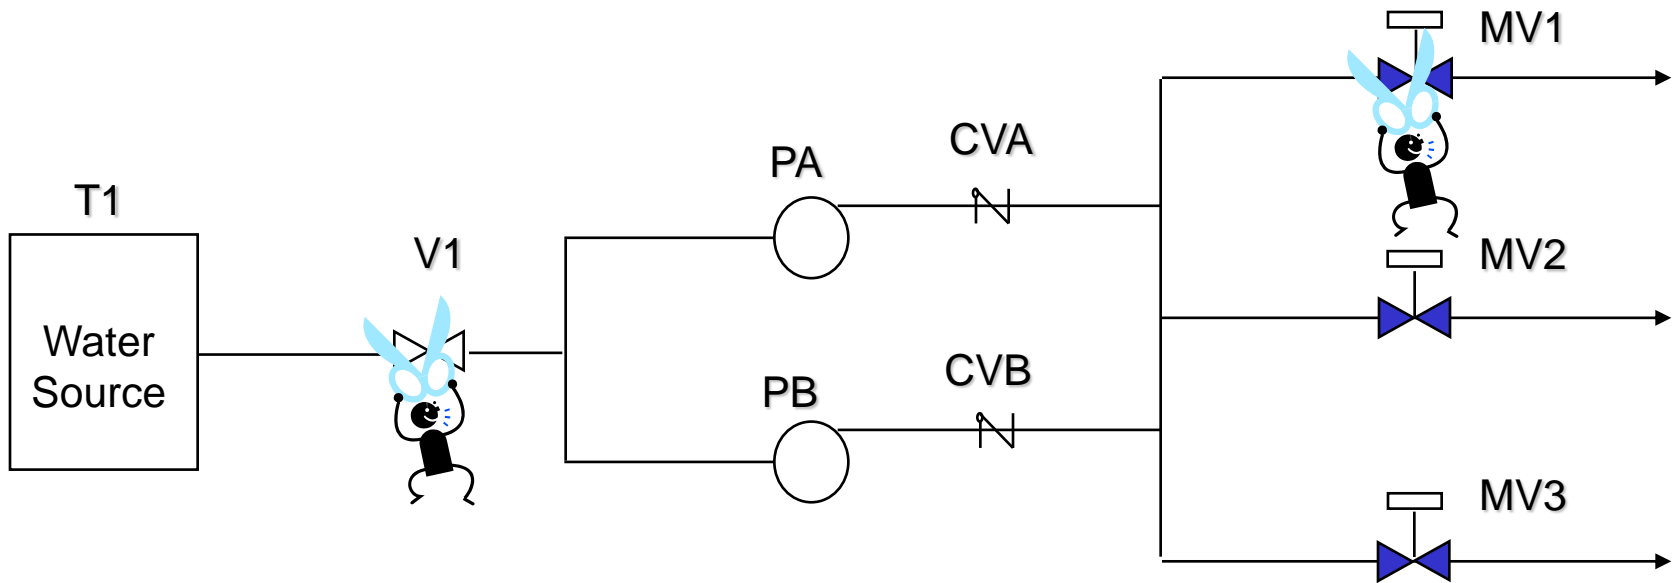 MV1
CVA
PA
T1
V1
MV2
Water
Source
CVB
PB
MV3